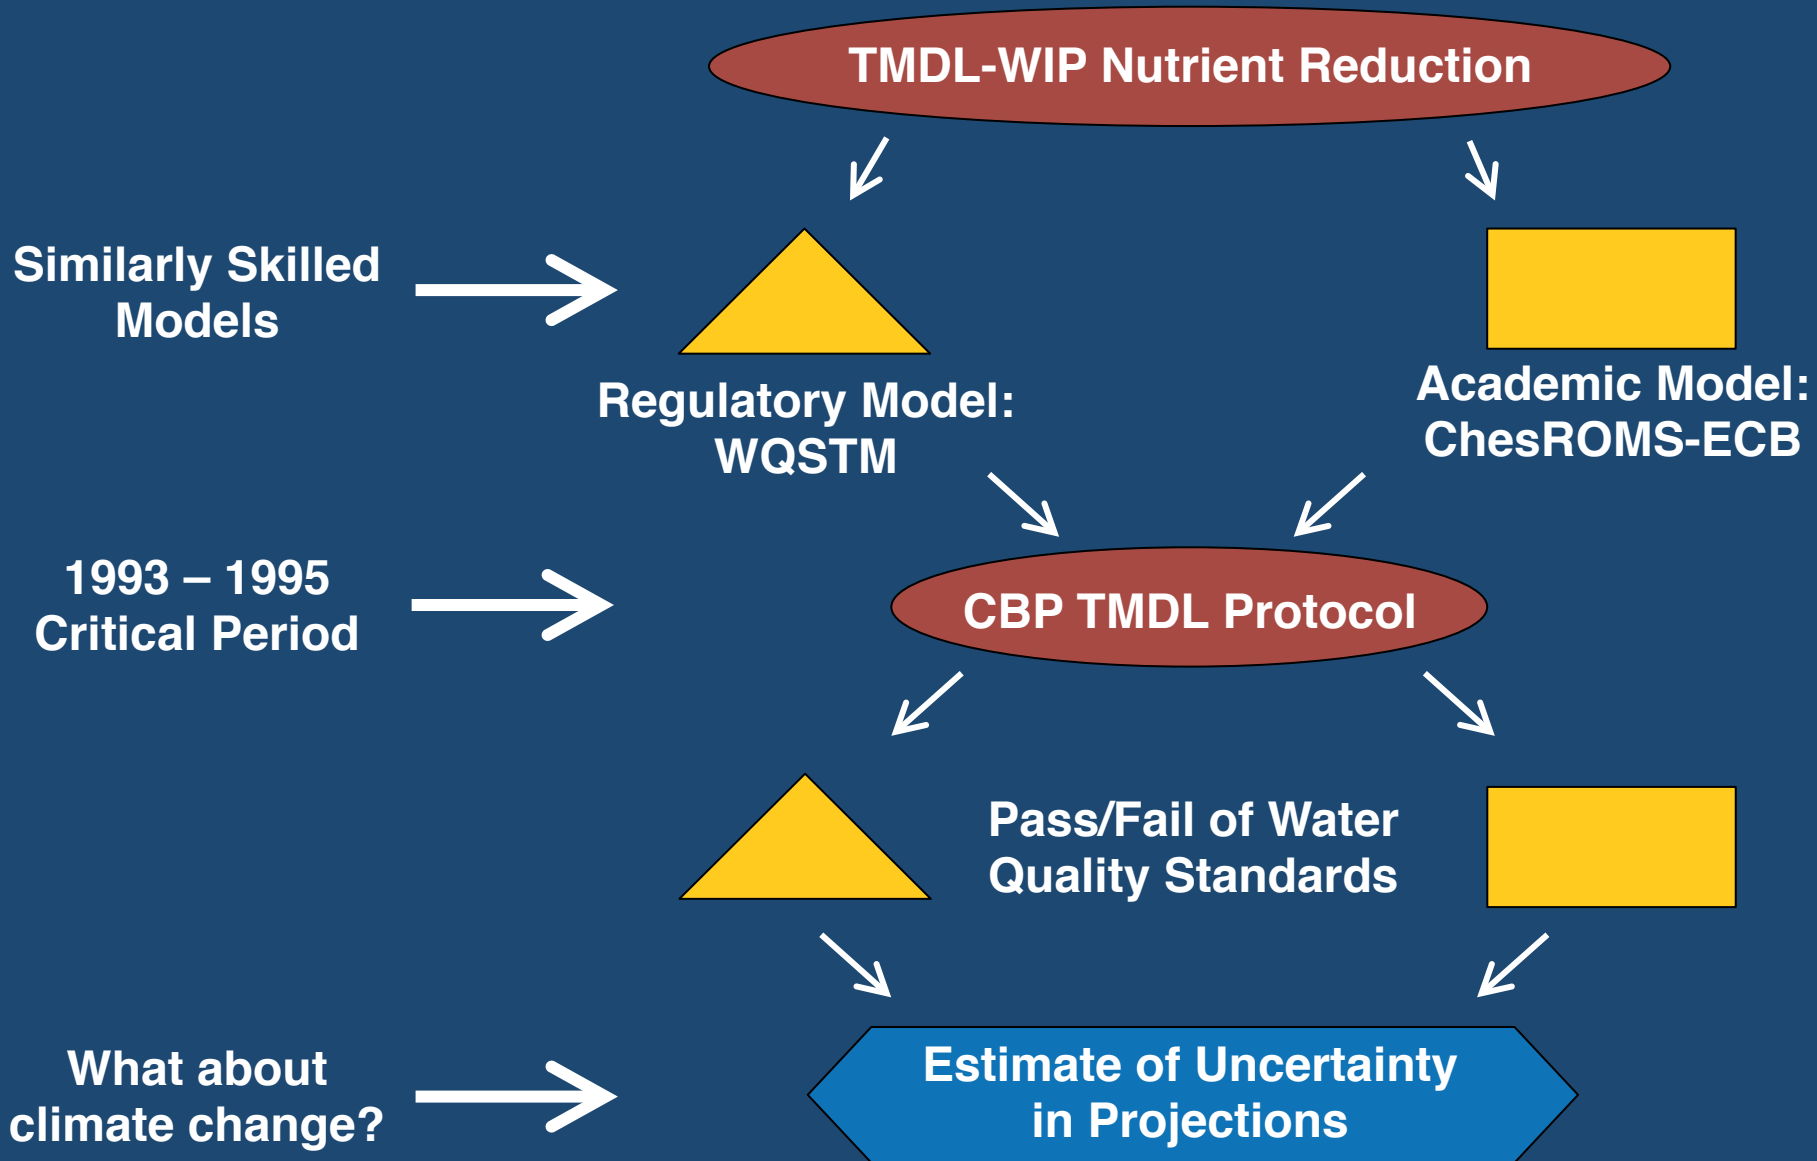 TMDL-WIP Nutrient Reduction
Similarly Skilled
Models
Regulatory Model:
WQSTM
Academic Model:
ChesROMS-ECB
1993 – 1995
Critical Period
CBP TMDL Protocol
Pass/Fail of Water
Quality Standards
What about
climate change?
Estimate of Uncertainty
in Projections